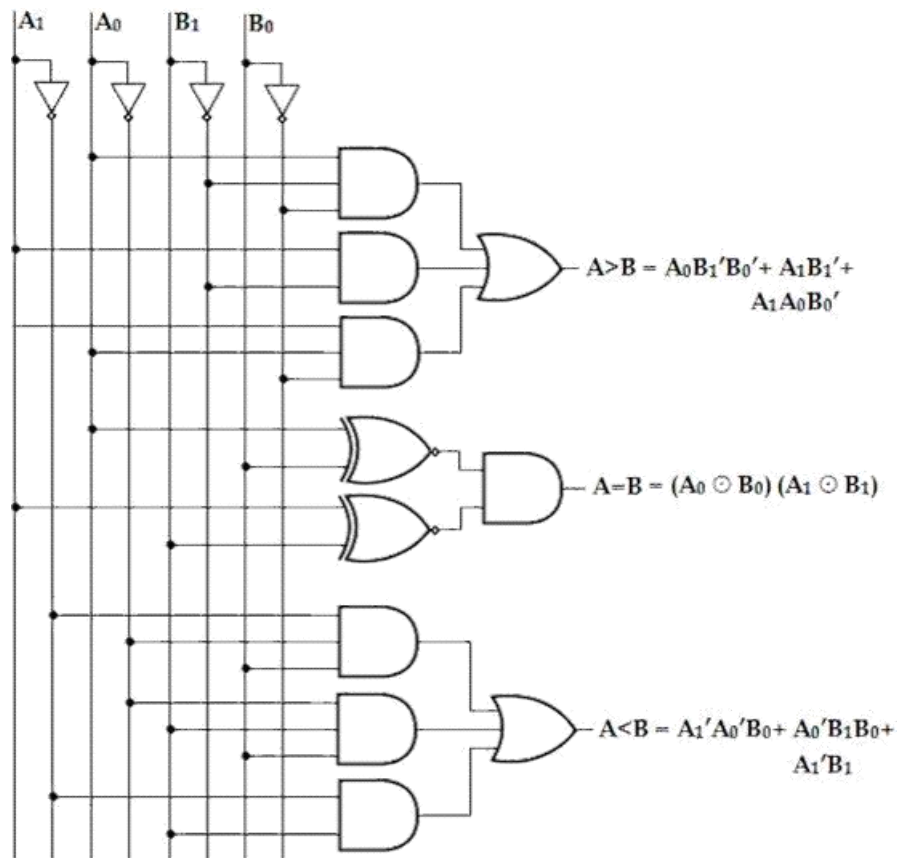 A₁ A₀ B₁ B₀
A>B = A₀B₁′B₀′+ A₁B₁′+
A₁A₀B₀′
A=B = (A₀ ⊙ B₀) (A₁ ⊙ B₁)
A<B = A₁′A₀′B₀+ A₀′B₁B₀+
A₁′B₁